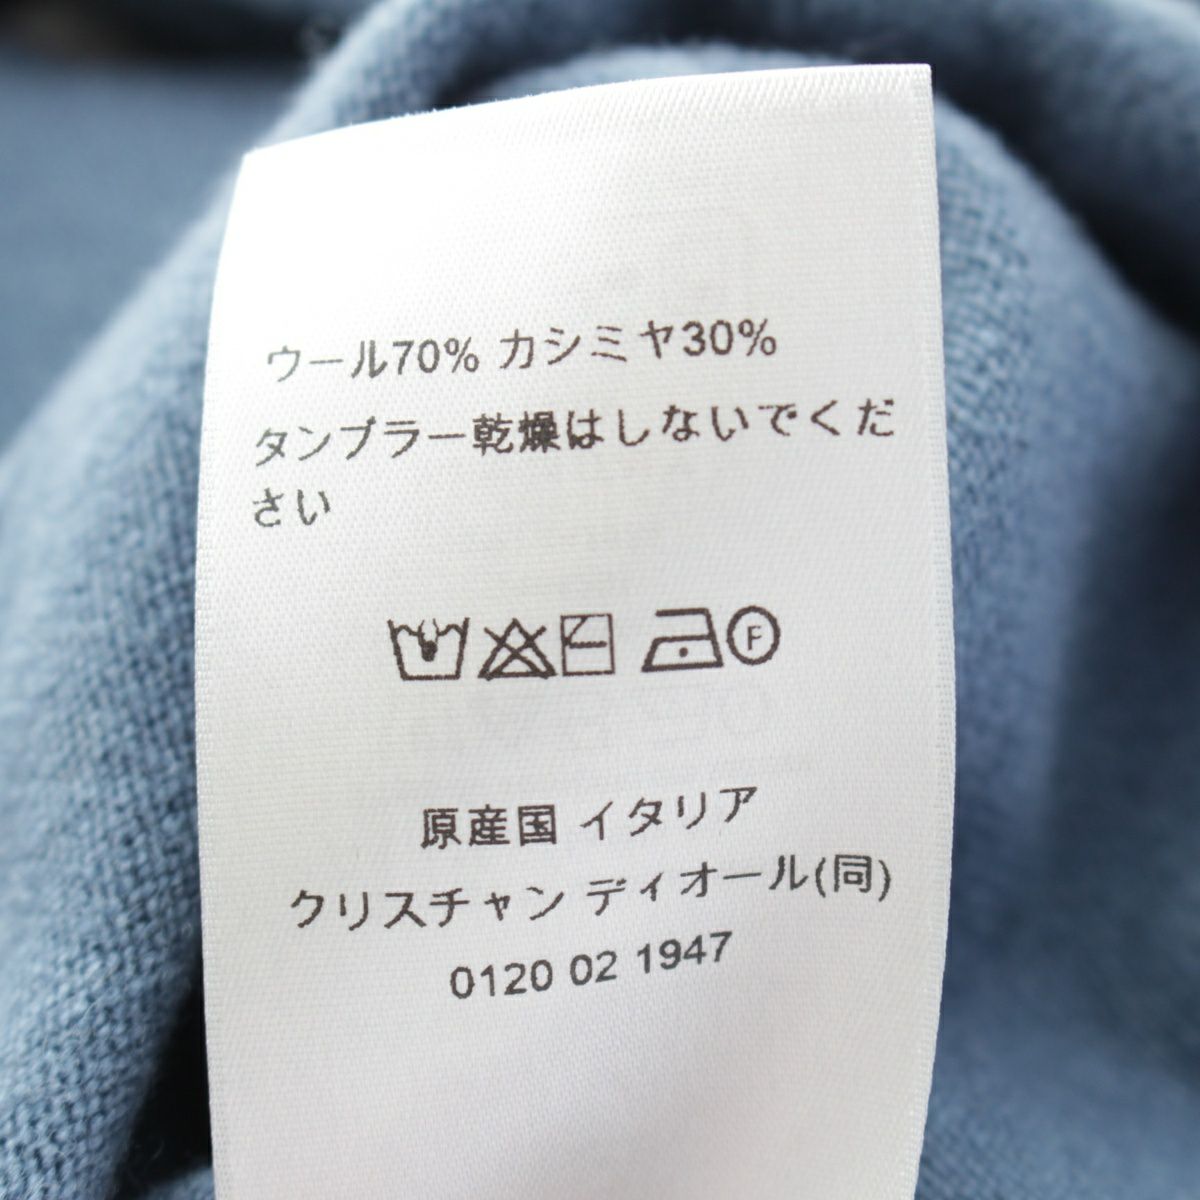 ウール70% カシミヤ30%
タンブラー乾燥はしないでくだ
さい
F
原産国 イタリア
クリスチャン ディオール(同)
0120 02 1947